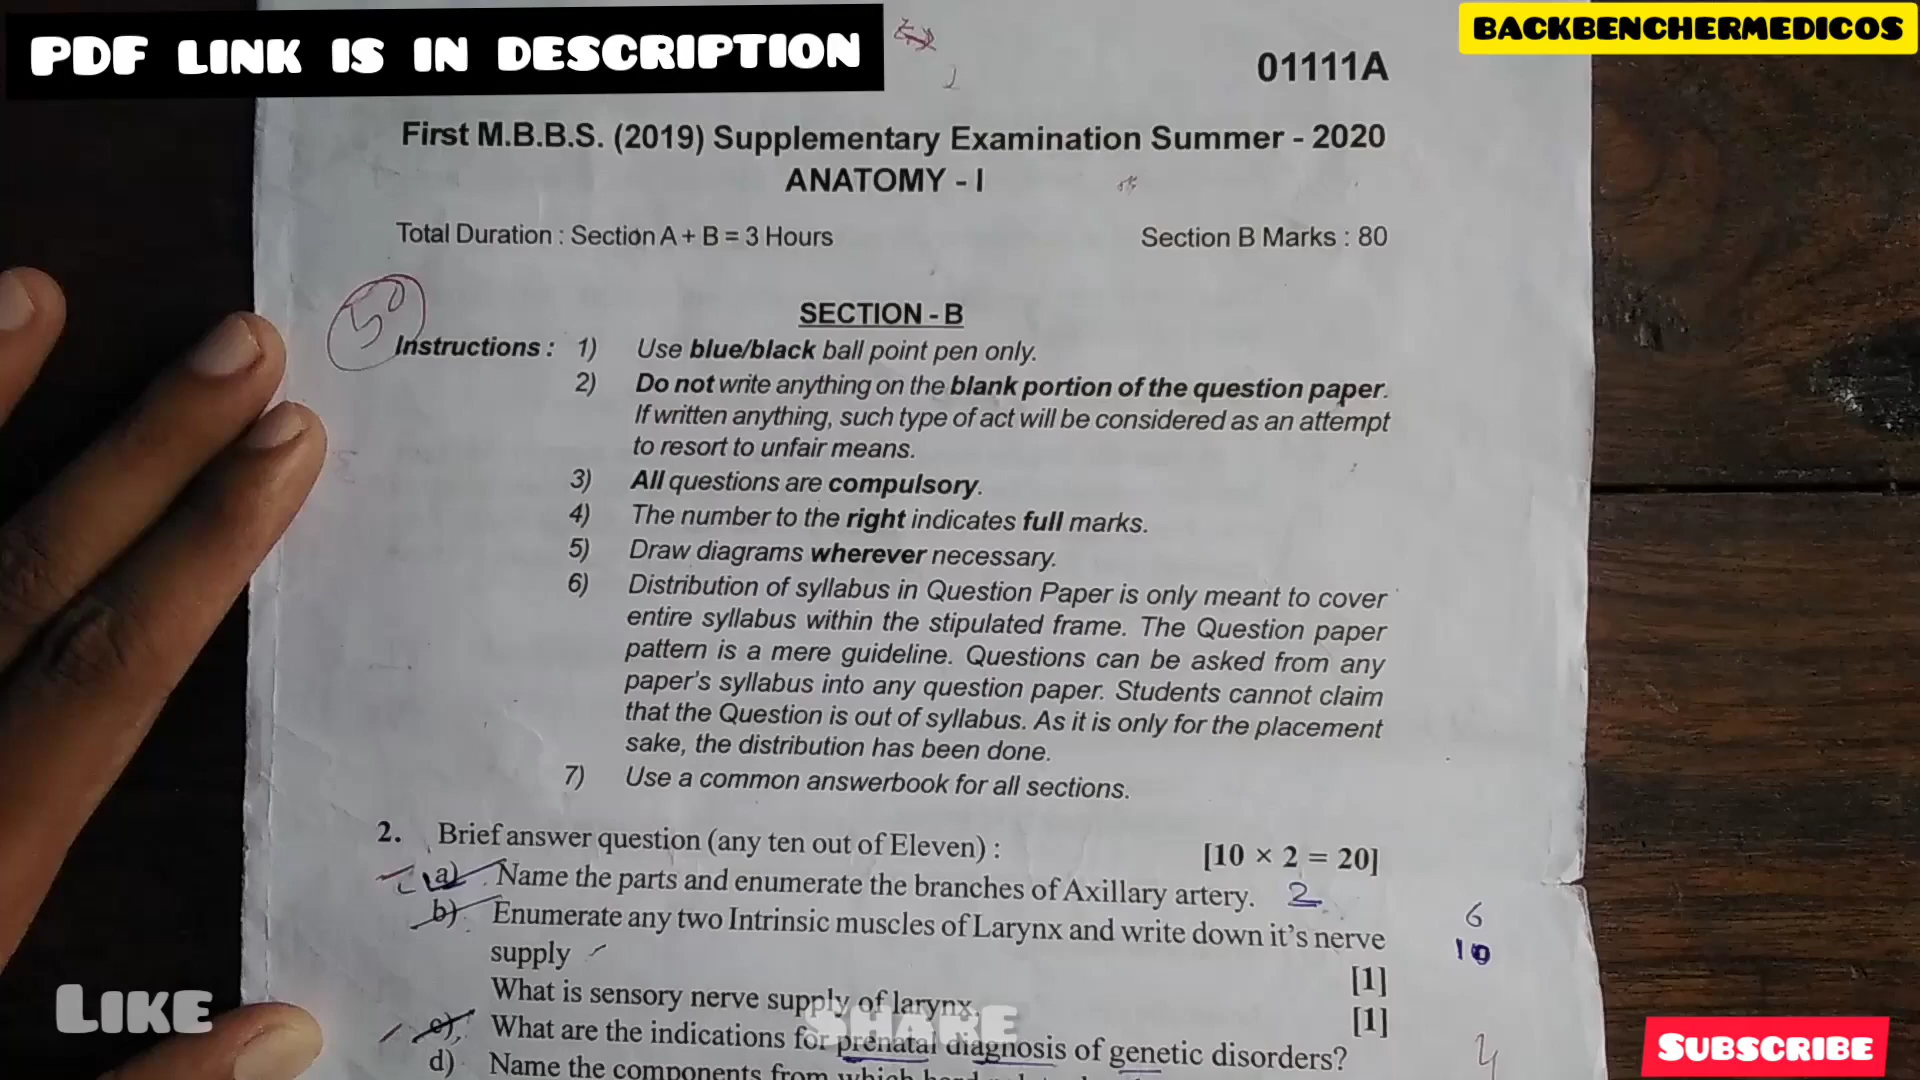 PDF LINK IS IN DESCRIPTION
BACKBENCHERMEDICOS
01111A
First M.B.B.S. (2019) Supplementary Examination Summer - 2020
ANATOMY - I
Total Duration : Section A + B = 3 Hours Section B Marks : 80
50
SECTION - B
Instructions : 1) Use blue/black ball point pen only.
2) Do not write anything on the blank portion of the question paper.
If written anything, such type of act will be considered as an attempt
to resort to unfair means.
3) All questions are compulsory.
4) The number to the right indicates full marks.
5) Draw diagrams wherever necessary.
6) Distribution of syllabus in Question Paper is only meant to cover
entire syllabus within the stipulated frame. The Question paper
pattern is a mere guideline. Questions can be asked from any
paper's syllabus into any question paper. Students cannot claim
that the Question is out of syllabus. As it is only for the placement
sake, the distribution has been done.
7) Use a common answerbook for all sections.
2. Brief answer question (any ten out of Eleven) : [10 × 2 = 20]
a) Name the parts and enumerate the branches of Axillary artery. 2
b) Enumerate any two Intrinsic muscles of Larynx and write down it's nerve
supply [1]
6
10
What is sensory nerve supply of larynx. [1]
c) What are the indications for prenatal diagnosis of genetic disorders?
d) Name the components from which
4
LIKE
SHARE
SUBSCRIBE